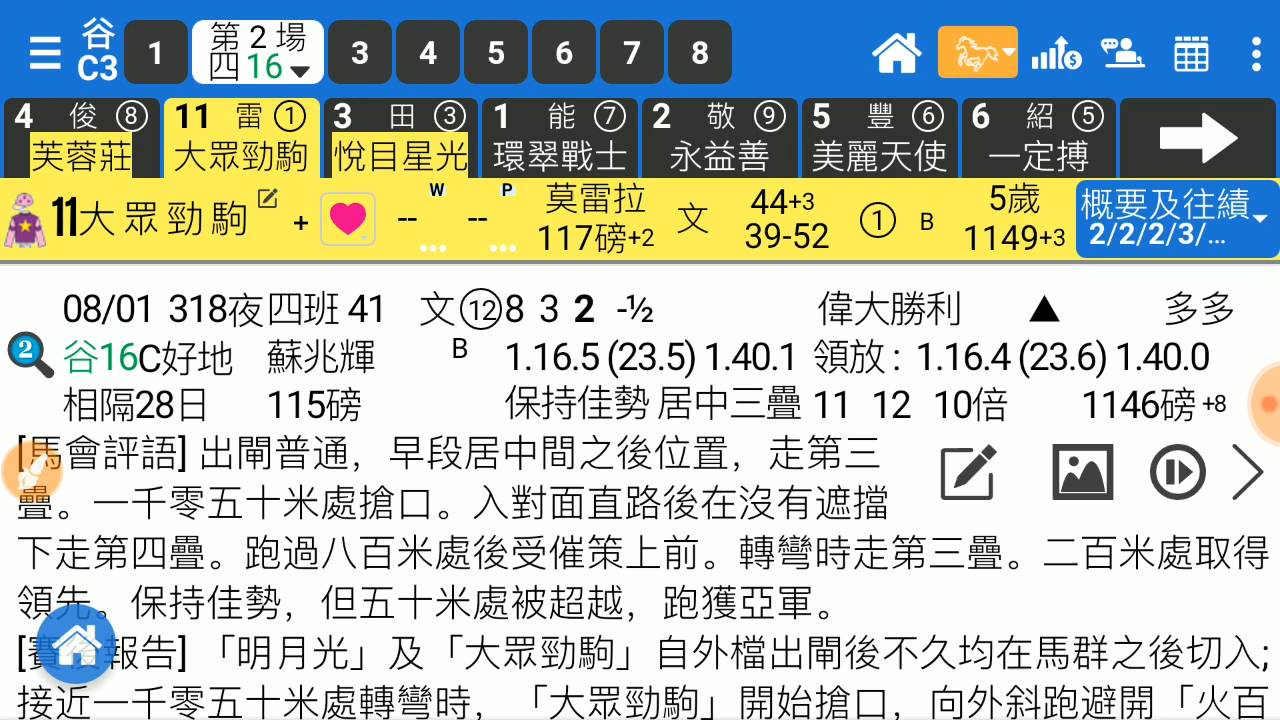 谷
C3
1
第 2 場
四16
3
4
5
6
7
8
4 俊 ⑧
芙蓉莊
11 雷 ①
大眾勁駒
3 田 ③
悅目星光
1 能 ⑦
環翠戰士
2 敬 ⑨
永益善
5 豐 ⑥
美麗天使
6 紹 ⑤
一定搏
11大眾勁駒
+
W
--
P
--
莫雷拉
117磅+2
文
44+3
39-52
①
B
5歲
1149+3
概要及往績
2/2/2/3/...
08/01 318夜四班 41 文⑫8 3 2 -½ 偉大勝利 ▲ 多多
2 谷16C好地 蘇兆輝 B 1.16.5 (23.5) 1.40.1 領放 : 1.16.4 (23.6) 1.40.0
相隔28日 115磅 保持佳勢 居中三疊 11 12 10倍 1146磅 +8
[馬會評語] 出閘普通，早段居中間之後位置，走第三
疊。一千零五十米處搶口。入對面直路後在沒有遮擋
下走第四疊。跑過八百米處後受催策上前。轉彎時走第三疊。二百米處取得
領先。保持佳勢，但五十米處被超越，跑獲亞軍。
[賽後報告] 「明月光」及「大眾勁駒」自外檔出閘後不久均在馬群之後切入;
接近一千零五十米處轉彎時，「大眾勁駒」開始搶口，向外斜跑避開「火百